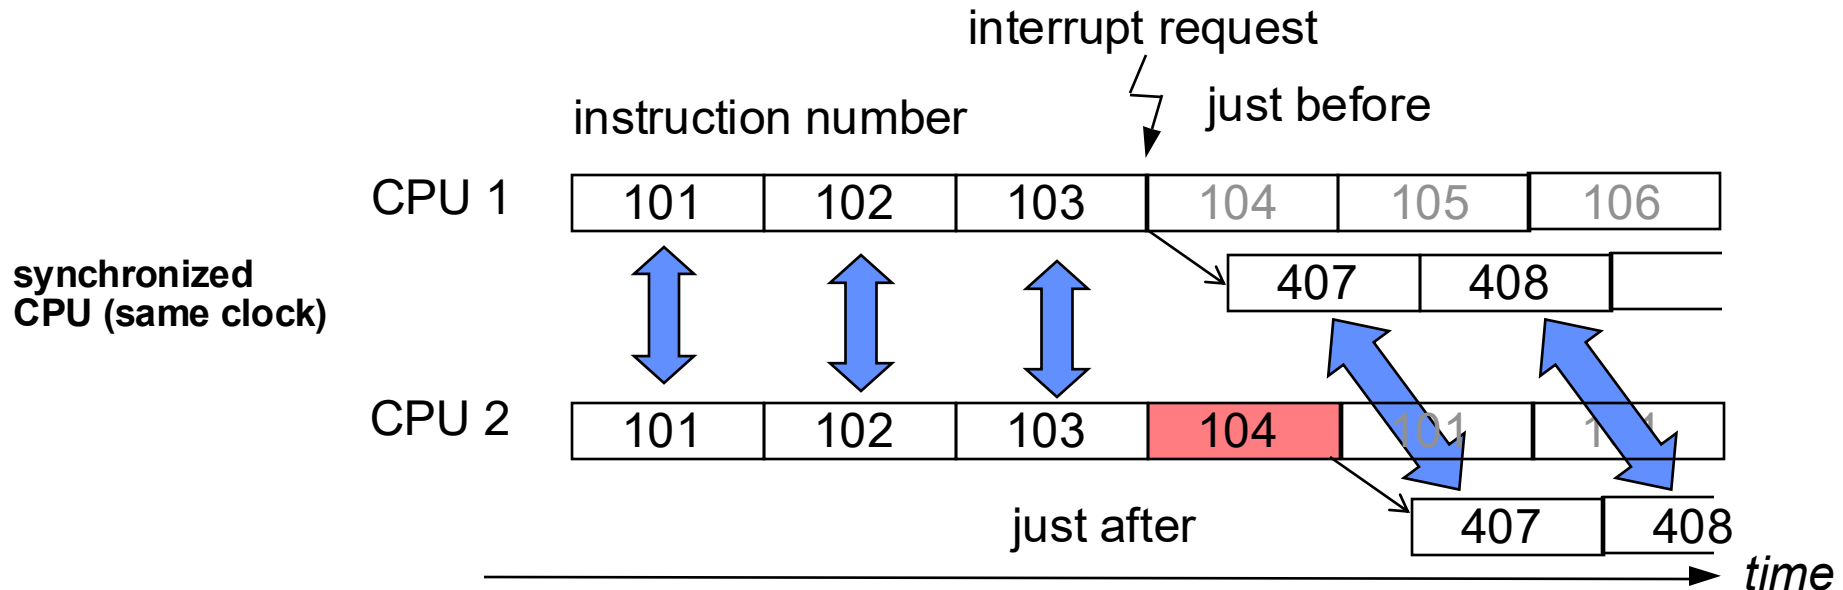 interrupt request
just before
instruction number
CPU 1
101 102 103 104 105 106
synchronized
CPU (same clock)
407 408
CPU 2
101 102 103 104 101
just after
407 408
time